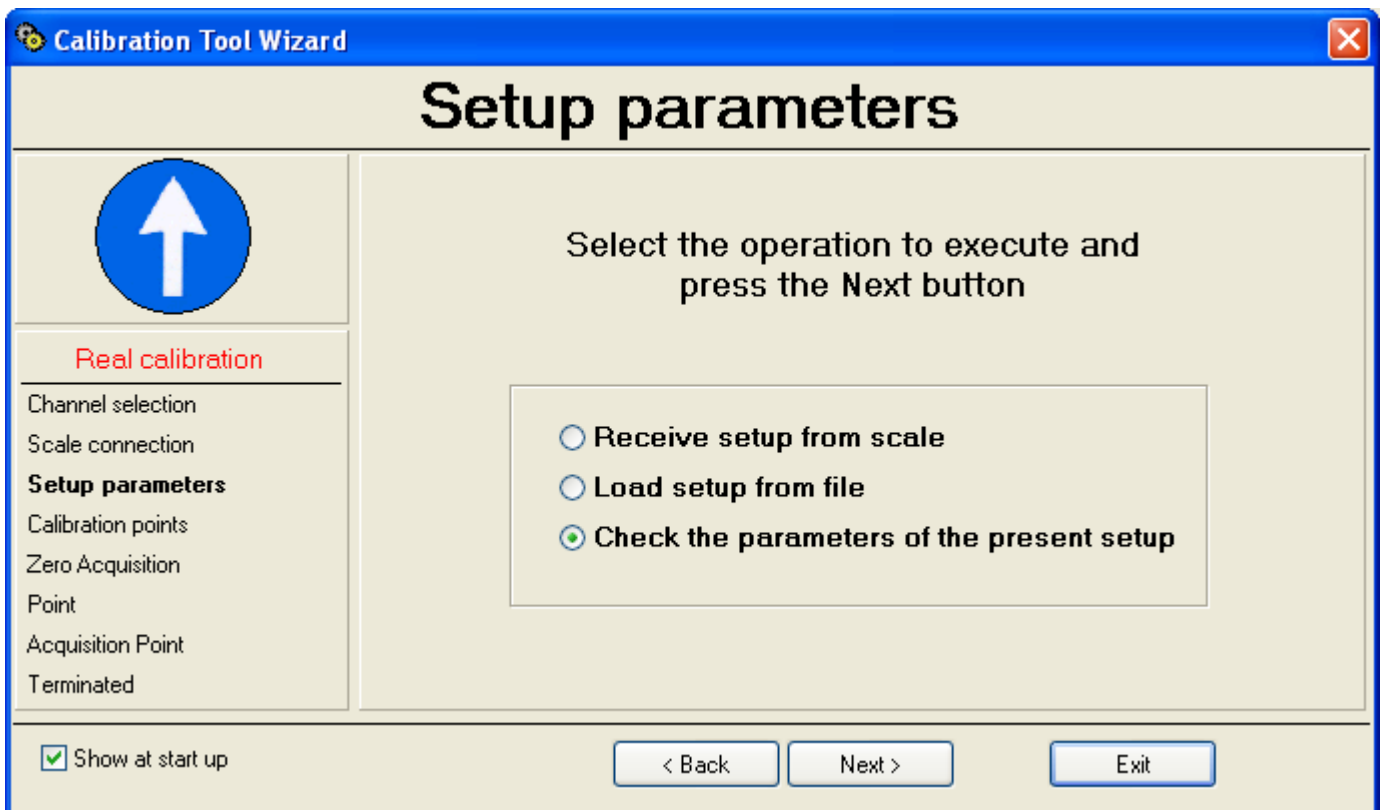 Calibration Tool Wizard
Setup parameters
Real calibration
Channel selection
Scale connection
Setup parameters
Calibration points
Zero Acquisition
Point
Acquisition Point
Terminated
Select the operation to execute and
press the Next button
Receive setup from scale
Load setup from file
Check the parameters of the present setup
Show at start up
< Back
Next >
Exit